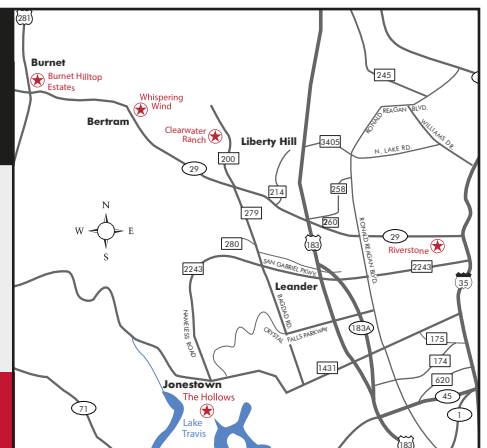 281
Burnet
Burnet Hilltop
Estates
245
Whispering
Wind
RONALD REAGAN BLVD.
WILLIAMS DR.
Bertram
Clearwater
Ranch
Liberty Hill
3405
N. LAKE RD.
200
29
214
258
279
260
N
W E
S
280
183
29
Riverstone
RONALD REAGAN BLVD.
2243
SAN GABRIEL PKWY.
2243
35
Leander
BAGDAD RD.
NAMELESS ROAD
CRYSTAL FALLS PARKWAY
183A
175
1431
174
620
Jonestown
45
The Hollows
71
1
Lake
Travis
183